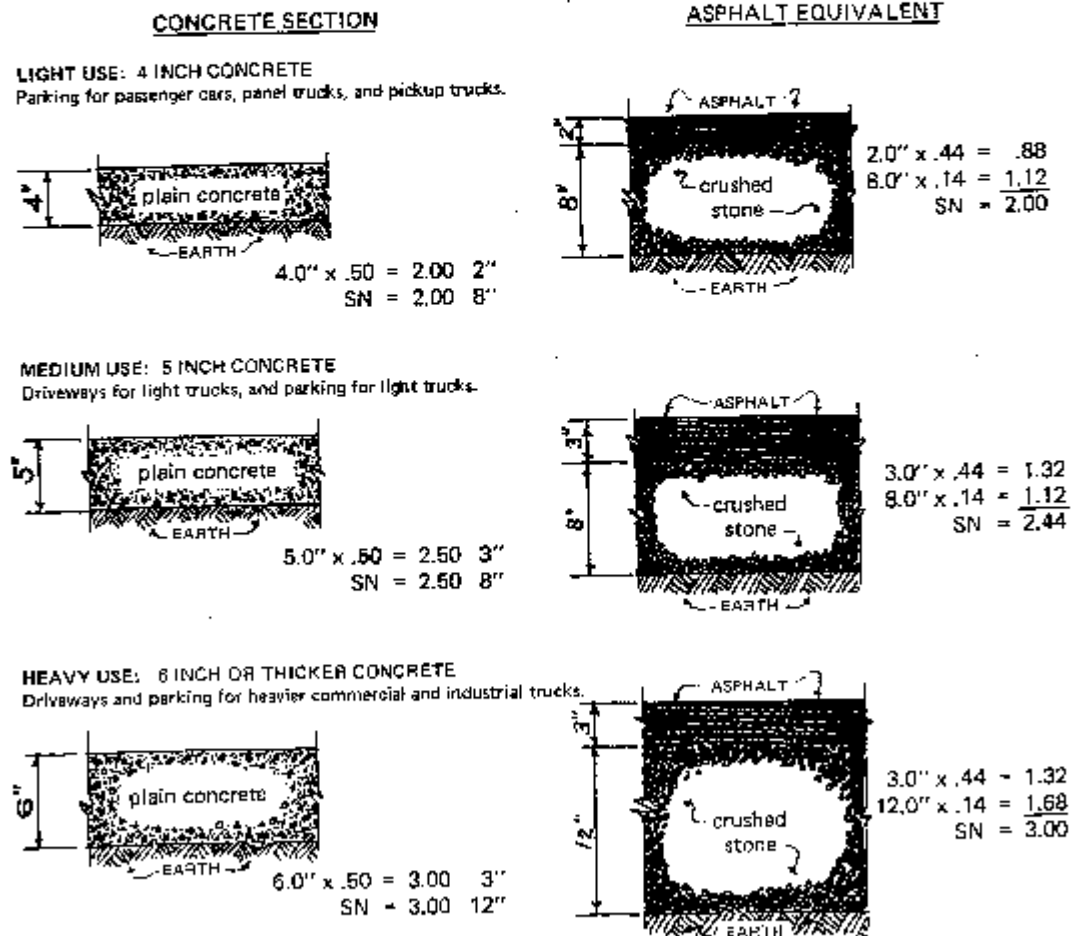 CONCRETE SECTION
ASPHALT EQUIVALENT
LIGHT USE: 4 INCH CONCRETE
Parking for passenger cars, panel trucks, and pickup trucks.
4"
plain concrete
EARTH
4.0" x .50 = 2.00 2"
SN = 2.00 8"
ASPHALT
2"
8"
crushed
stone
EARTH
2.0" x .44 = .88
8.0" x .14 = 1.12
SN = 2.00
MEDIUM USE: 5 INCH CONCRETE
Driveways for light trucks, and parking for light trucks.
5"
plain concrete
EARTH
5.0" x .50 = 2.50 3"
SN = 2.50 8"
ASPHALT
3"
8"
crushed
stone
EARTH
3.0" x .44 = 1.32
8.0" x .14 = 1.12
SN = 2.44
HEAVY USE: 6 INCH OR THICKER CONCRETE
Driveways and parking for heavier commercial and industrial trucks.
6"
plain concrete
EARTH
6.0" x .50 = 3.00 3"
SN = 3.00 12"
ASPHALT
3"
12"
crushed
stone
EARTH
3.0" x .44 = 1.32
12.0" x .14 = 1.68
SN = 3.00